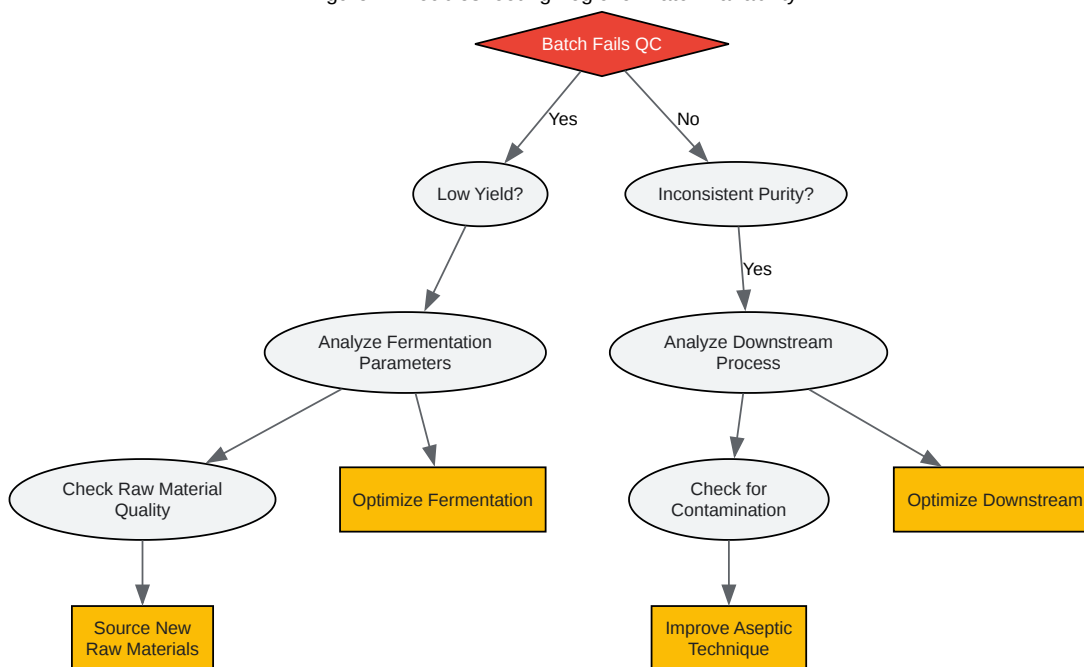 Batch Fails QC
Yes
No
Low Yield?
Inconsistent Purity?
Yes
Analyze Fermentation
Parameters
Analyze Downstream
Process
Check Raw Material
Quality
Optimize Fermentation
Check for
Contamination
Optimize Downstream
Source New
Raw Materials
Improve Aseptic
Technique